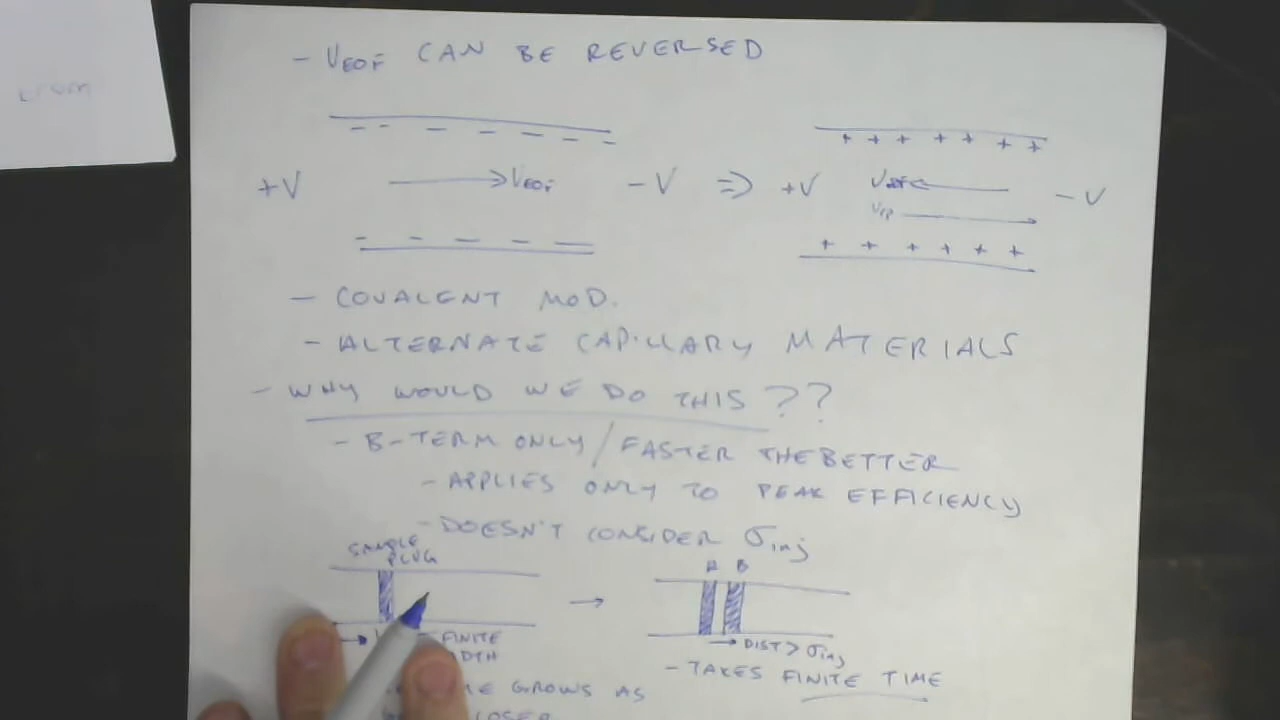 - VEOF CAN BE REVERSED
- - - - - - -
+ + + + + + +
+V → VEOF -V ⇒ +V VEOF ← -V
VEP →
- - - - -
+ + + + + +
- COVALENT MOD.
- ALTERNATE CAPILLARY MATERIALS
- WHY WOULD WE DO THIS ??
- B-TERM ONLY / FASTER THE BETTER
- APPLIES ONLY TO PEAK EFFICIENCY
- DOESN'T CONSIDER σinj
SAMPLE
PLUG
A B
→
→ FINITE
→ DIST > σinj
- TAKES FINITE TIME
GROWS AS